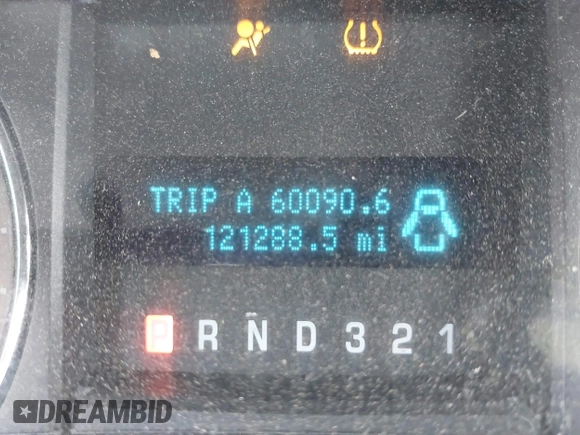 TRIP A 60090.6
121288.5 mi
P R N D 3 2 1
DREAMBID